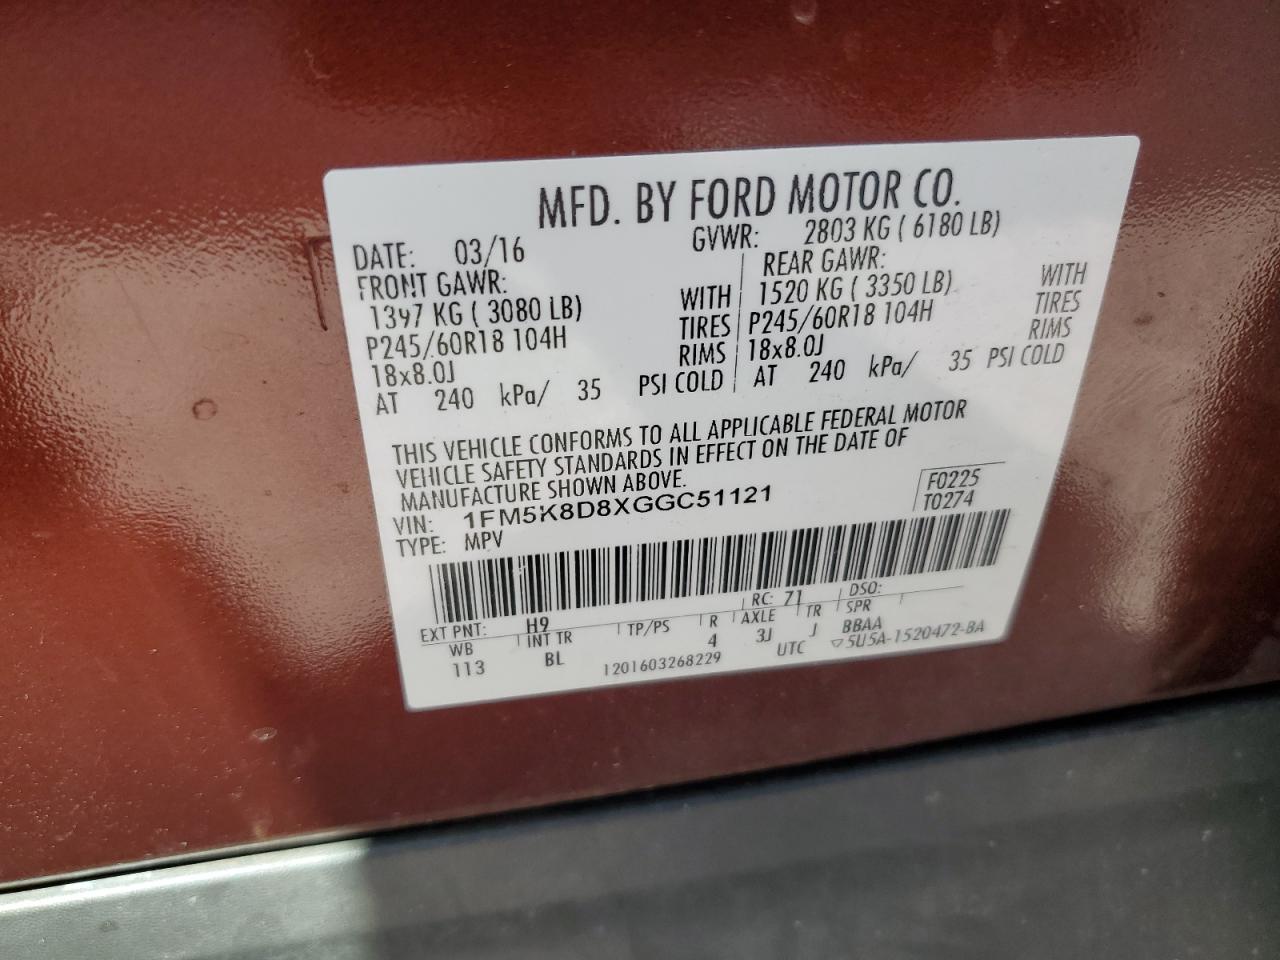 MFD. BY FORD MOTOR CO.
DATE: 03/16 GVWR: 2803 KG ( 6180 LB)
FRONT GAWR: REAR GAWR:
1397 KG ( 3080 LB) WITH 1520 KG ( 3350 LB) WITH
P245/60R18 104H TIRES P245/60R18 104H TIRES
18x8.0J RIMS 18x8.0J RIMS
AT 240 kPa/ 35 PSI COLD AT 240 kPa/ 35 PSI COLD
THIS VEHICLE CONFORMS TO ALL APPLICABLE FEDERAL MOTOR
VEHICLE SAFETY STANDARDS IN EFFECT ON THE DATE OF
MANUFACTURE SHOWN ABOVE.
VIN: 1FM5K8D8XGGC51121 F0225
TYPE: MPV T0274
EXT PNT: H9 RC: 71 DSO:
WB INT TR TP/PS R AXLE TR SPR
113 BL 4 3J J BBAA
1201603268229 UTC ▽5U5A-1520472-BA